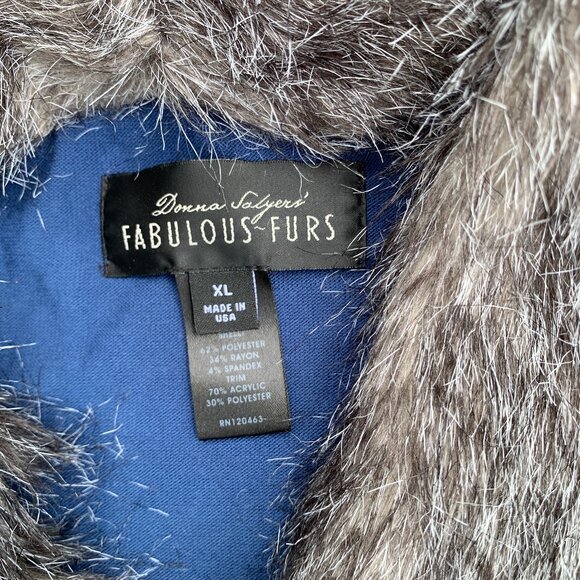 Donna Salyers'
FABULOUS~FURS
XL
MADE IN
USA
62% POLYESTER
34% RAYON
4% SPANDEX
TRIM
70% ACRYLIC
30% POLYESTER
RN120463